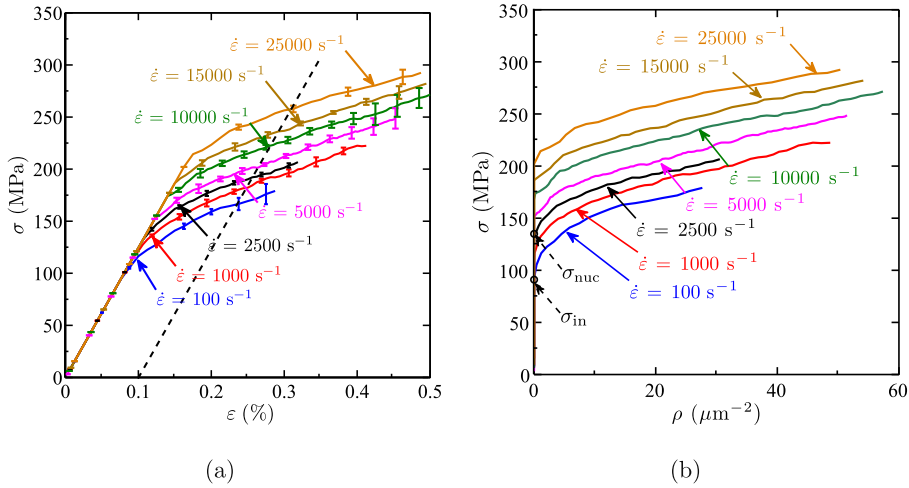 350
300
250
200
150
100
50
0
σ (MPa)
ε̇ = 25000 s⁻¹
ε̇ = 15000 s⁻¹
ε̇ = 10000 s⁻¹
ε̇ = 5000 s⁻¹
ε̇ = 2500 s⁻¹
ε̇ = 1000 s⁻¹
ε̇ = 100 s⁻¹
0 0.1 0.2 0.3 0.4 0.5
ε (%)
(a)
350
300
250
200
150
100
50
0
σ (MPa)
ε̇ = 25000 s⁻¹
ε̇ = 15000 s⁻¹
ε̇ = 10000 s⁻¹
ε̇ = 5000 s⁻¹
ε̇ = 2500 s⁻¹
ε̇ = 1000 s⁻¹
σnuc
ε̇ = 100 s⁻¹
σin
0 20 40 60
ρ (μm⁻²)
(b)